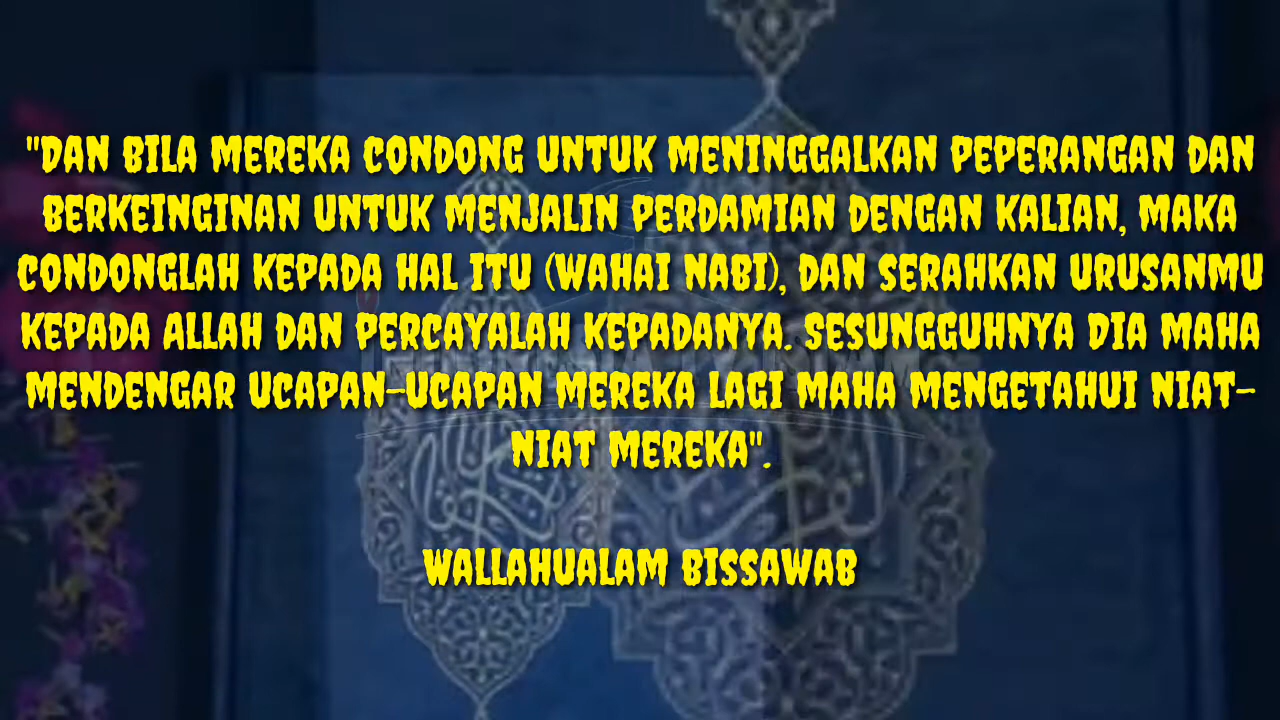 "DAN BILA MEREKA CONDONG UNTUK MENINGGALKAN PEPERANGAN DAN
BERKEINGINAN UNTUK MENJALIN PERDAMIAN DENGAN KALIAN, MAKA
CONDONGLAH KEPADA HAL ITU (WAHAI NABI), DAN SERAHKAN URUSANMU
KEPADA ALLAH DAN PERCAYALAH KEPADANYA. SESUNGGUHNYA DIA MAHA
MENDENGAR UCAPAN-UCAPAN MEREKA LAGI MAHA MENGETAHUI NIAT-
NIAT MEREKA".
WALLAHUALAM BISSAWAB